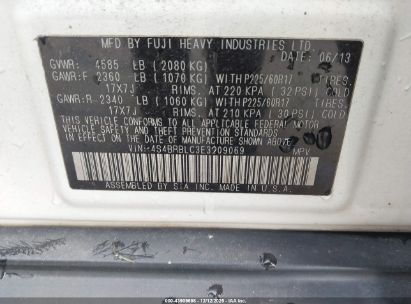 MFD BY FUJI HEAVY INDUSTRIES LTD.
GVWR: 4585 LB (2080 KG) DATE: 06/13
GAWR:F 2360 LB (1070 KG) WITH P225/60R17 TIRES,
17X7J RIMS, AT 220 KPA (32 PSI) COLD.
GAWR:R 2340 LB (1060 KG) WITH P225/60R17 TIRES,
17X7J RIMS, AT 210 KPA (30 PSI) COLD.
THIS VEHICLE CONFORMS TO ALL APPLICABLE FEDERAL MOTOR
VEHICLE SAFETY STANDARDS IN EFFECT ON THE
DATE OF MANUFACTURE SHOWN ABOVE.
VIN:4S4BRBLC3E3209069 MPV
ASSEMBLED BY SIA INC. MADE IN U.S.A.